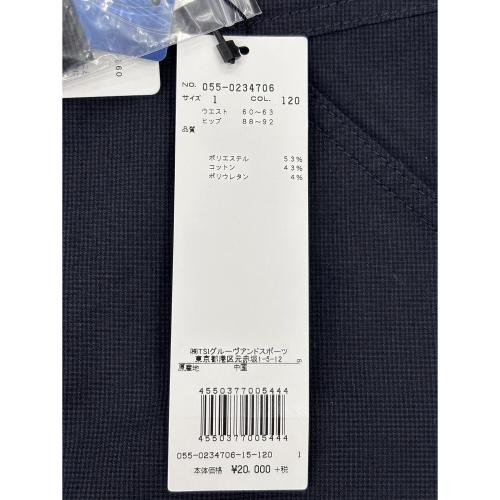 NO. 055-0234706
サイズ 1 COL. 120
ウエスト 60〜63
ヒップ 88〜92
品質
ポリエステル 53%
コットン 43%
ポリウレタン 4%
㈱TSIグルーヴアンドスポーツ
東京都港区元赤坂1-5-12 g
原産地 中国
4550377005444
4550377005444
055-0234706-15-120 1
本体価格 ¥20,000 +税